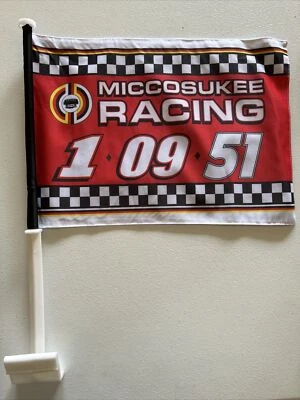 MICCOSUKEE
RACING
1 · 09 · 51